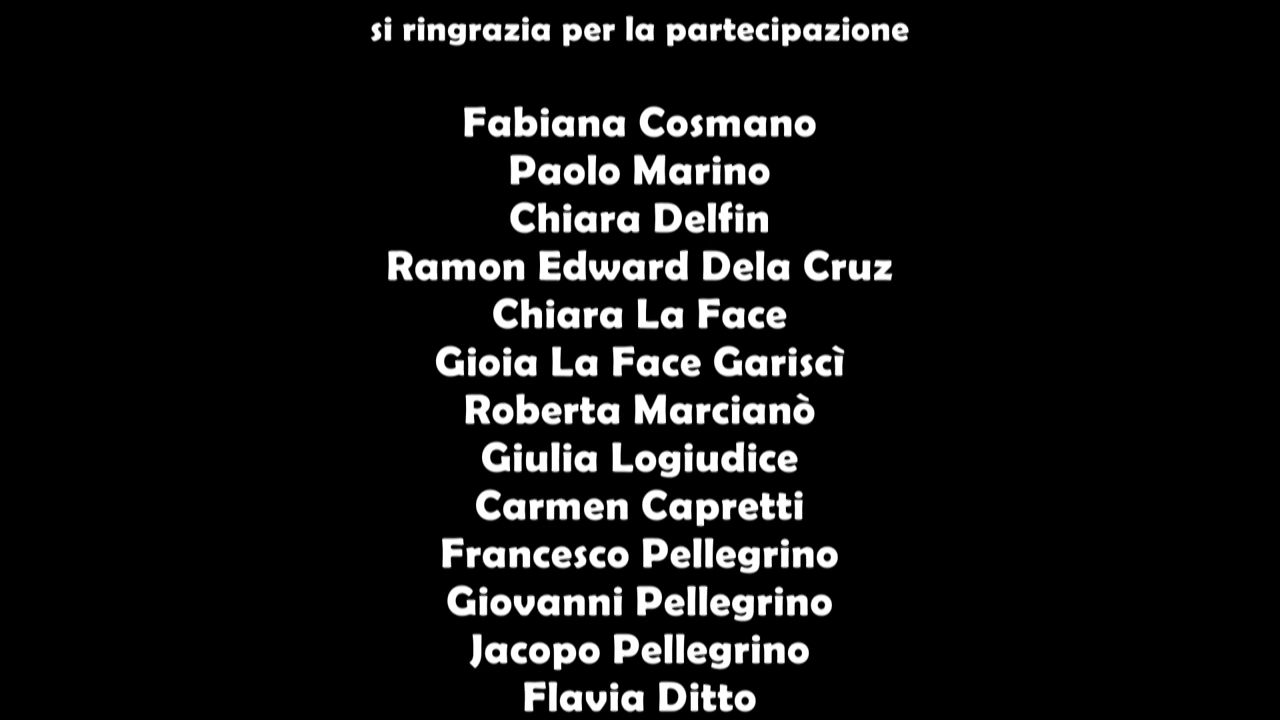 si ringrazia per la partecipazione
Fabiana Cosmano
Paolo Marino
Chiara Delfin
Ramon Edward Dela Cruz
Chiara La Face
Gioia La Face Gariscì
Roberta Marcianò
Giulia Logiudice
Carmen Capretti
Francesco Pellegrino
Giovanni Pellegrino
Jacopo Pellegrino
Flavia Ditto